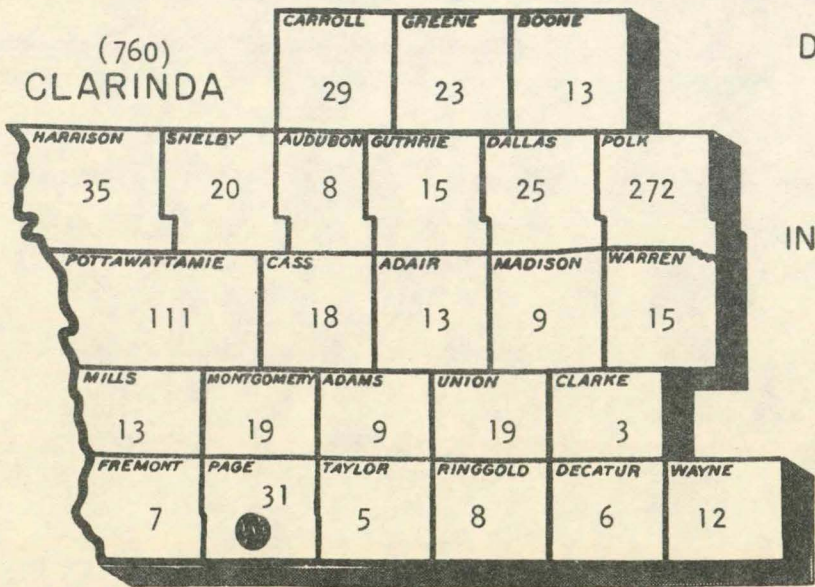 (760)
CLARINDA
D
CARROLL GREENE BOONE
29 23 13
HARRISON SHELBY AUDUBON GUTHRIE DALLAS POLK
35 20 8 15 25 272
IN
POTTAWATTAMIE CASS ADAIR MADISON WARREN
111 18 13 9 15
MILLS MONTGOMERY ADAMS UNION CLARKE
13 19 9 19 3
FREMONT PAGE TAYLOR RINGGOLD DECATUR WAYNE
7 31 5 8 6 12